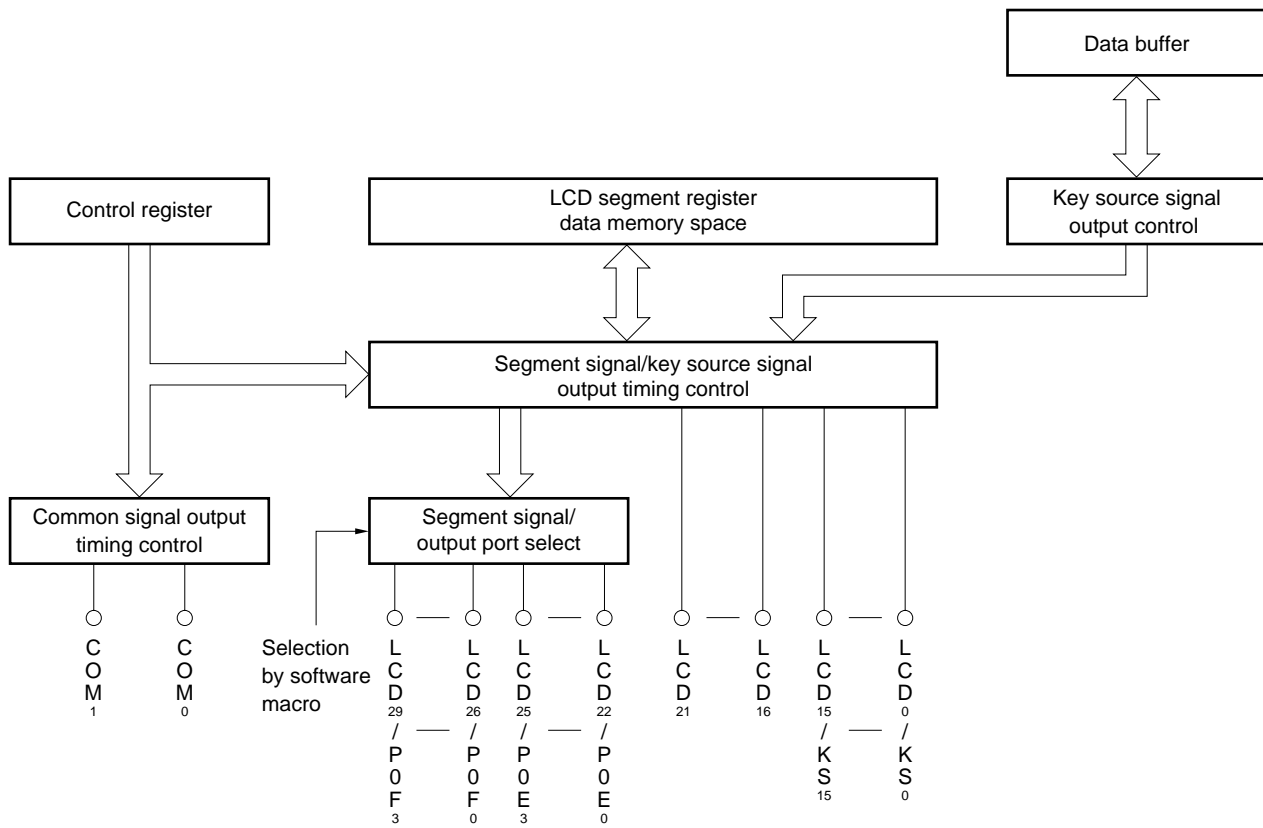 Data buffer
Control register
LCD segment register
data memory space
Key source signal
output control
Segment signal/key source signal
output timing control
Common signal output
timing control
Segment signal/
output port select
Selection
by software
macro
COM1
COM0
LCD29/P0F3
LCD26/P0F0
LCD25/P0E3
LCD22/P0E0
LCD21
LCD16
LCD15/KS15
LCD0/KS0